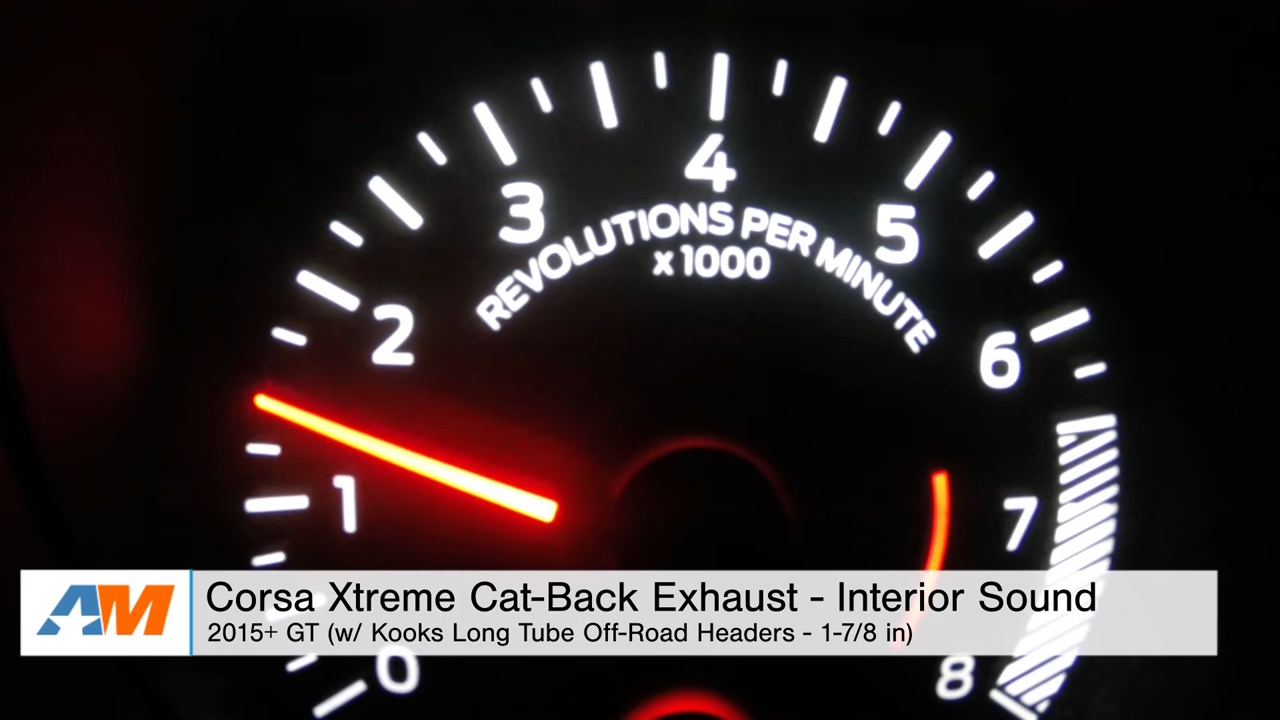 4
3
5
REVOLUTIONS PER MINUTE
x 1000
2
6
1
7
AM
Corsa Xtreme Cat-Back Exhaust - Interior Sound
2015+ GT (w/ Kooks Long Tube Off-Road Headers - 1-7/8 in)
0
8